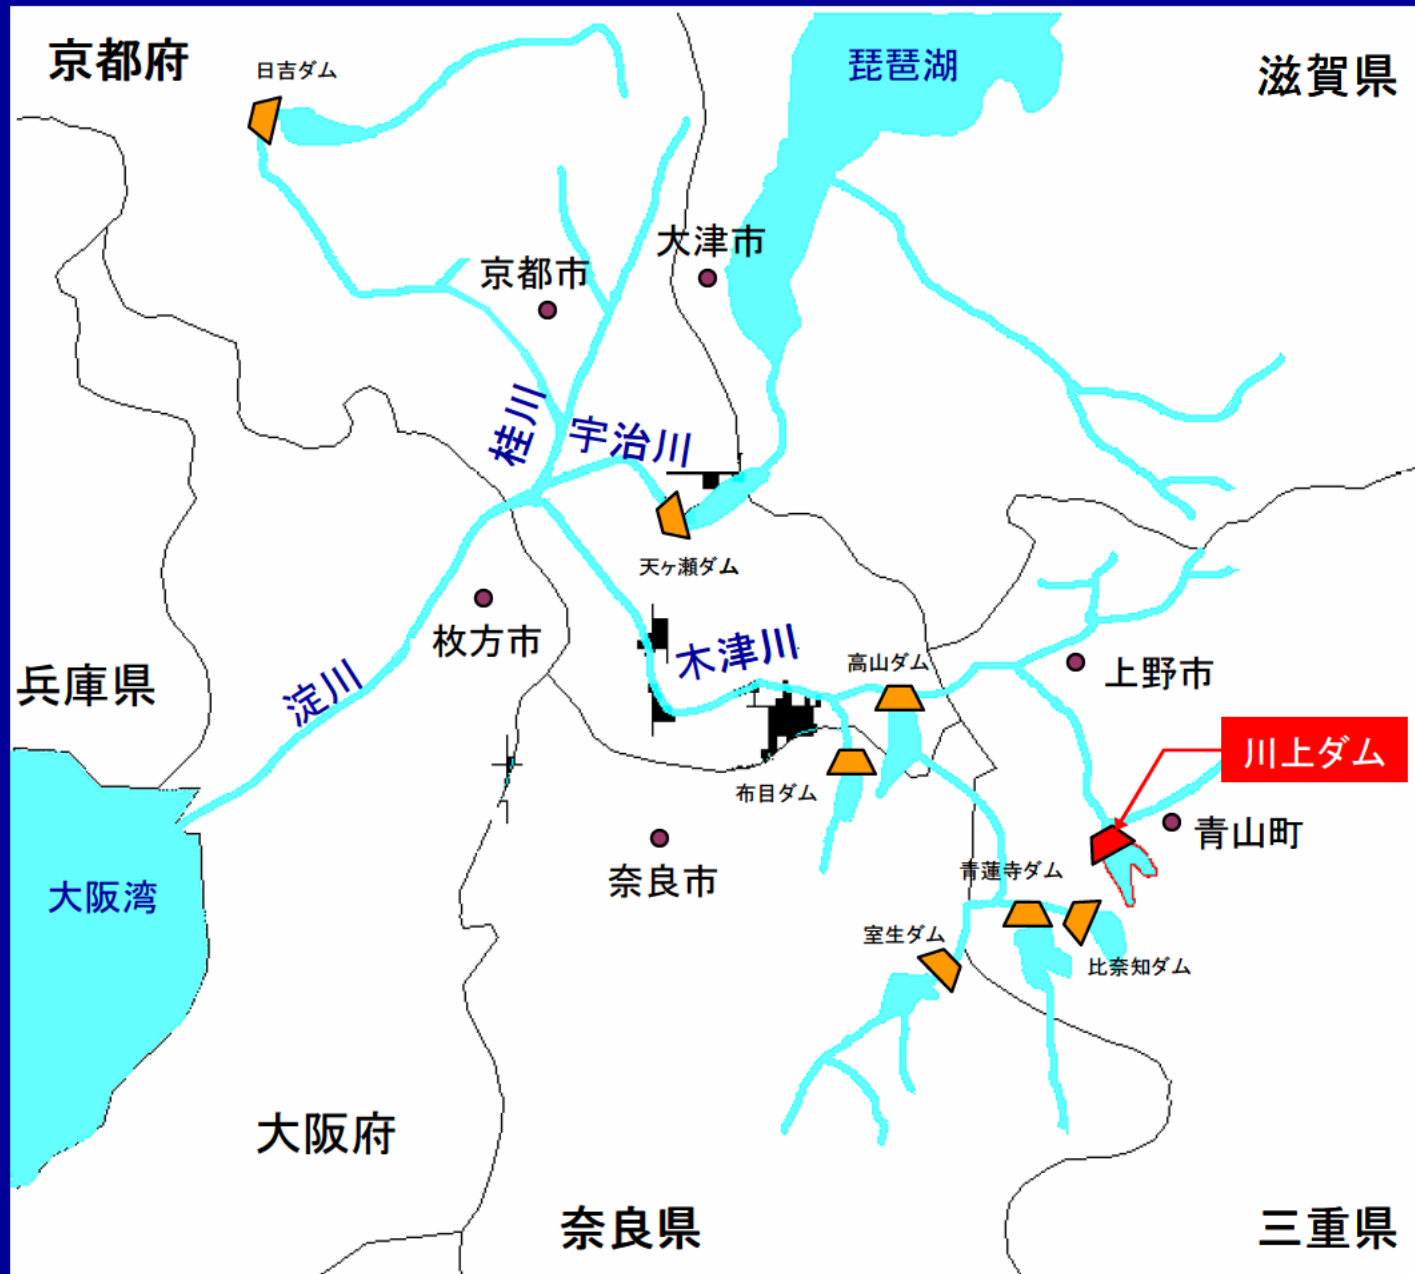 京都府
日吉ダム
琵琶湖
滋賀県
大津市
京都市
桂川
宇治川
天ヶ瀬ダム
枚方市
木津川
高山ダム
上野市
兵庫県
淀川
川上ダム
布目ダム
青山町
奈良市
青蓮寺ダム
大阪湾
室生ダム
比奈知ダム
大阪府
奈良県
三重県